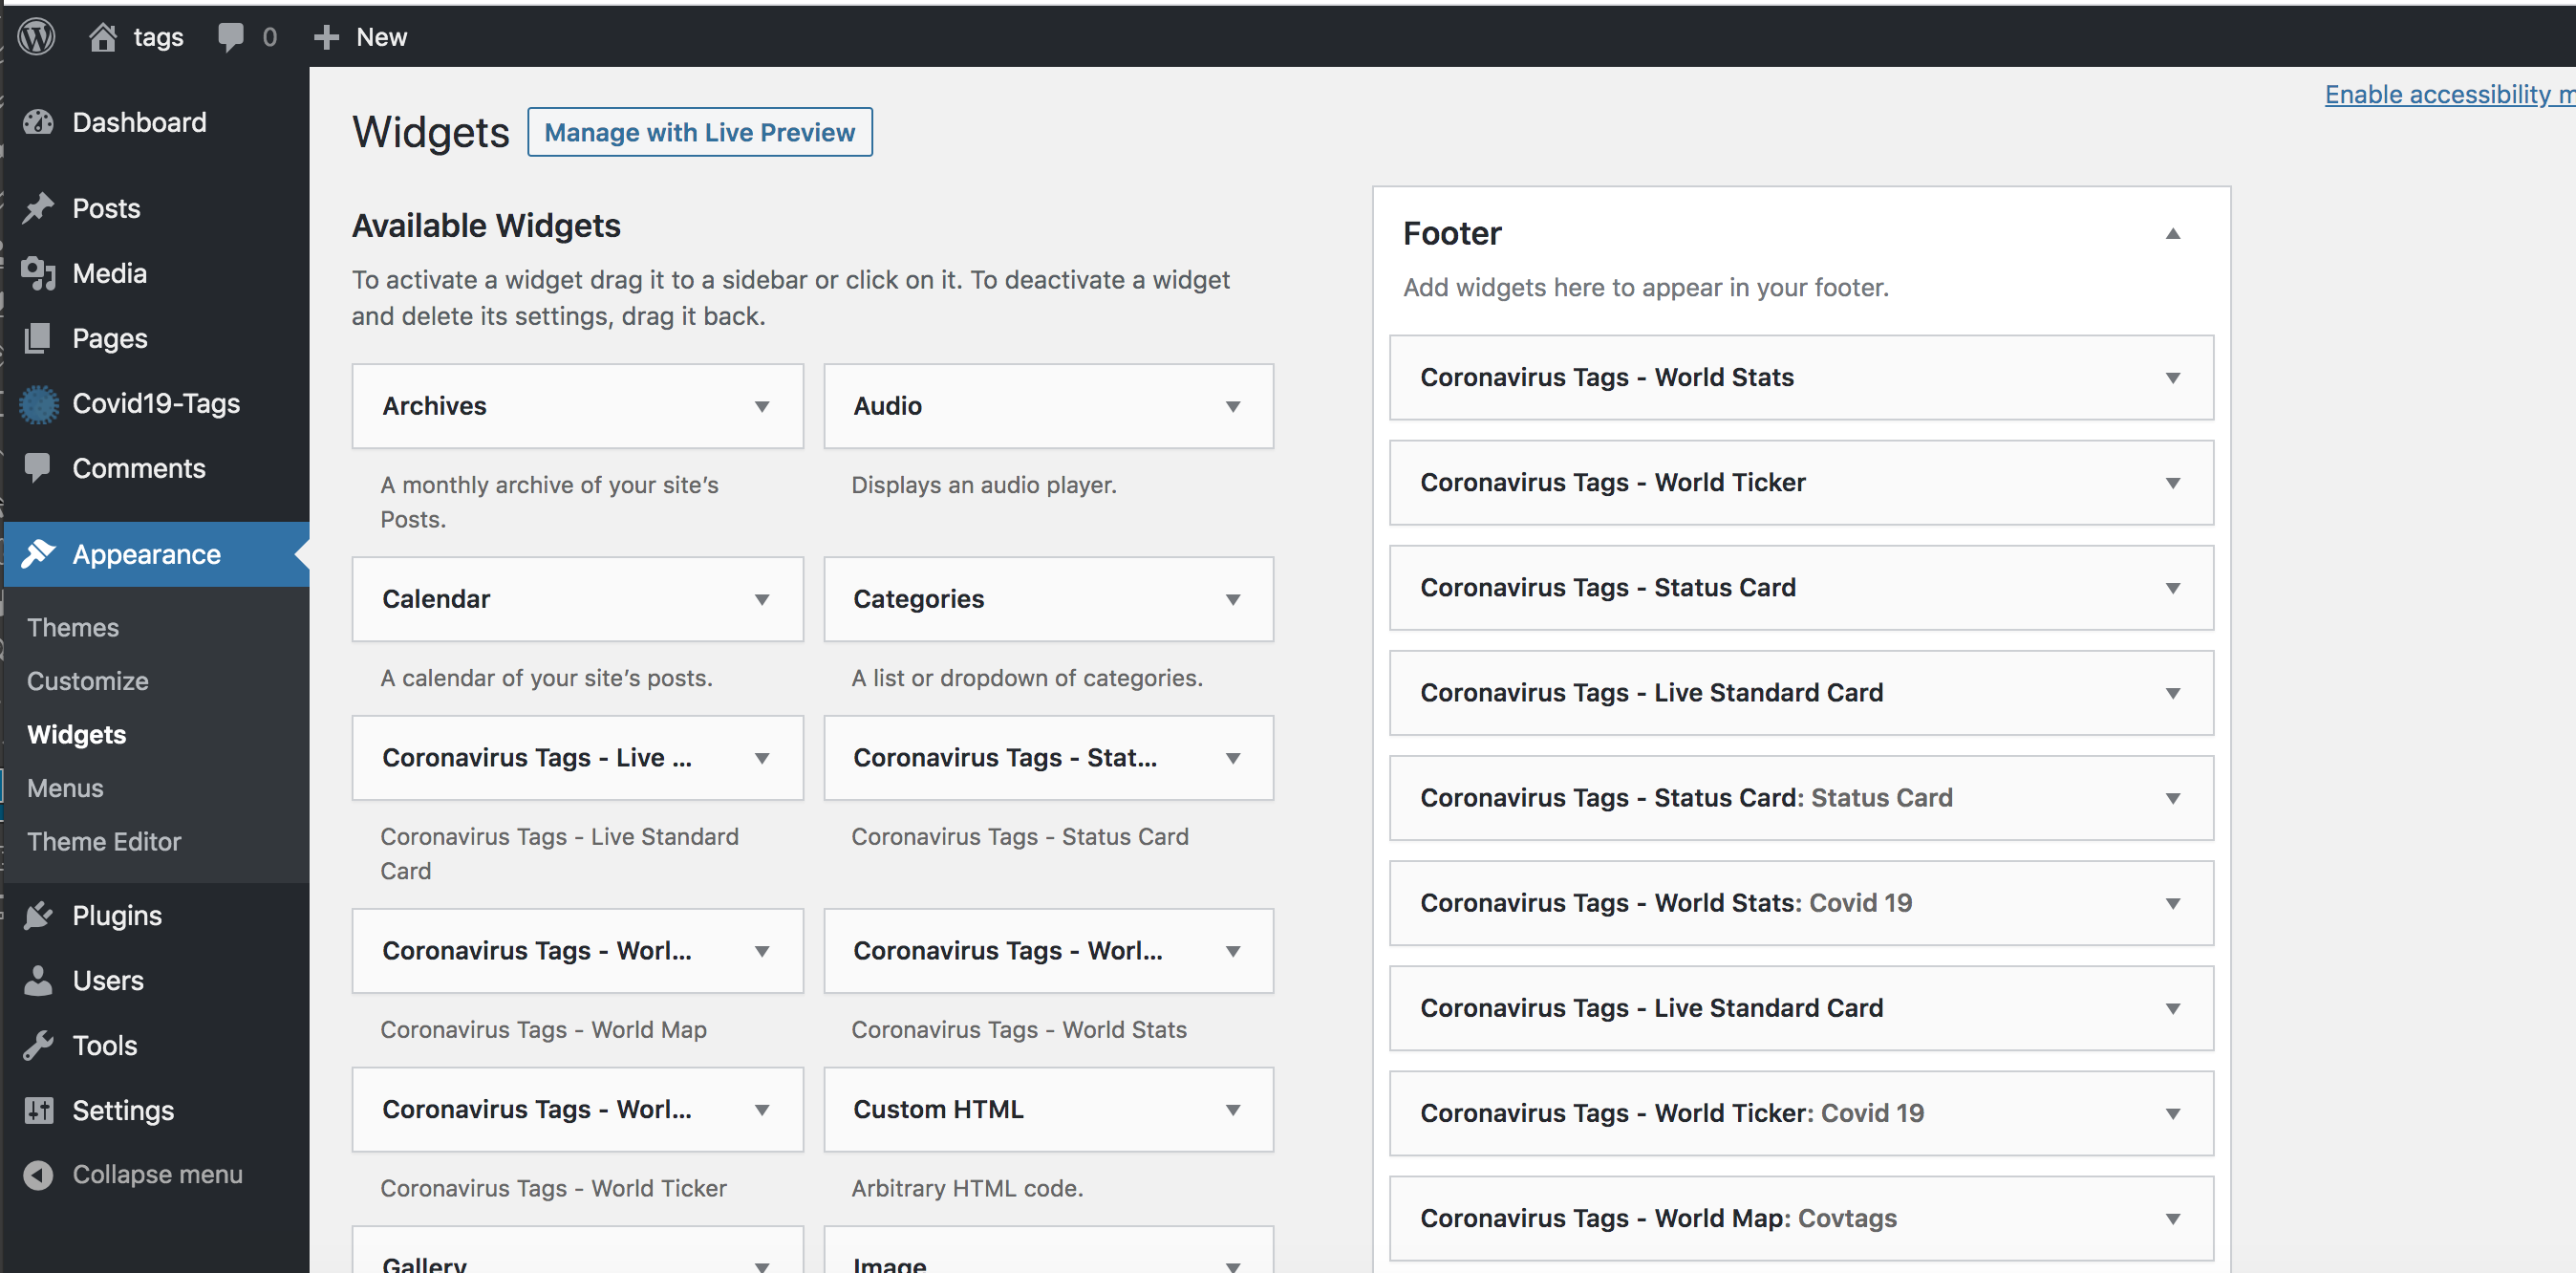 tags 0 New
Enable accessibility m
Dashboard
Posts
Media
Pages
Covid19-Tags
Comments
Appearance
Themes
Customize
Widgets
Menus
Theme Editor
Plugins
Users
Tools
Settings
Collapse menu
Widgets Manage with Live Preview
Available Widgets
To activate a widget drag it to a sidebar or click on it. To deactivate a widget
and delete its settings, drag it back.
Archives
A monthly archive of your site’s
Posts.
Audio
Displays an audio player.
Calendar
A calendar of your site’s posts.
Categories
A list or dropdown of categories.
Coronavirus Tags - Live ...
Coronavirus Tags - Live Standard
Card
Coronavirus Tags - Stat...
Coronavirus Tags - Status Card
Coronavirus Tags - Worl...
Coronavirus Tags - World Map
Coronavirus Tags - Worl...
Coronavirus Tags - World Stats
Coronavirus Tags - Worl...
Coronavirus Tags - World Ticker
Custom HTML
Arbitrary HTML code.
Gallery
Image
Footer
Add widgets here to appear in your footer.
Coronavirus Tags - World Stats
Coronavirus Tags - World Ticker
Coronavirus Tags - Status Card
Coronavirus Tags - Live Standard Card
Coronavirus Tags - Status Card: Status Card
Coronavirus Tags - World Stats: Covid 19
Coronavirus Tags - Live Standard Card
Coronavirus Tags - World Ticker: Covid 19
Coronavirus Tags - World Map: Covtags